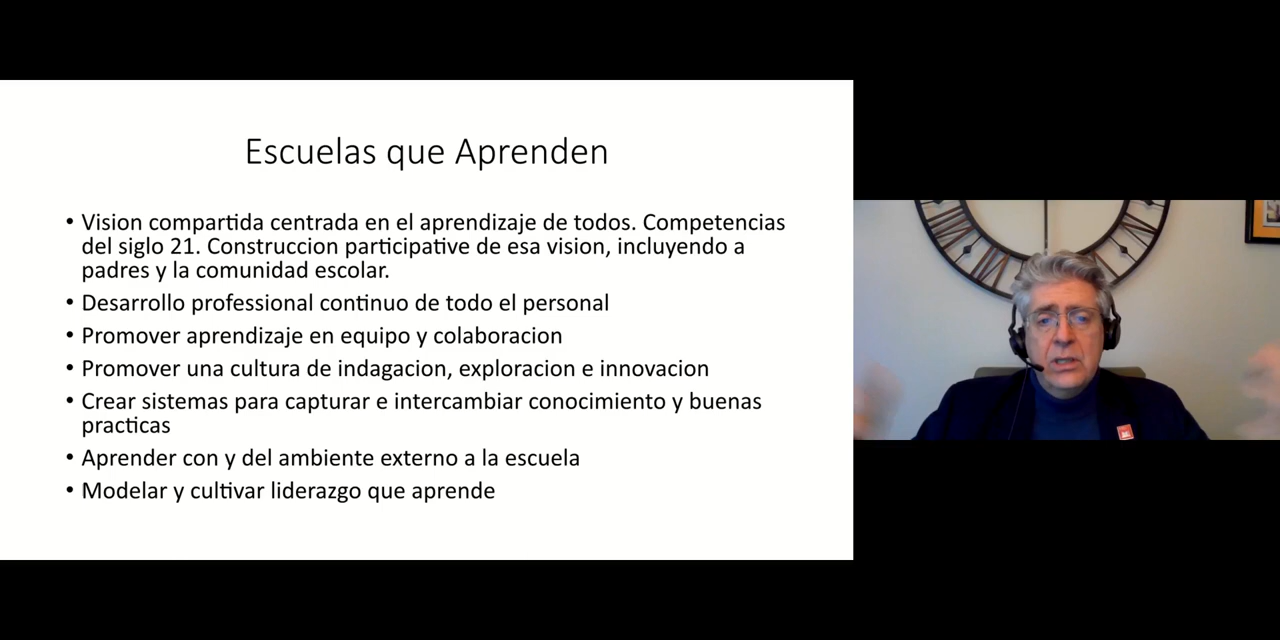 Escuelas que Aprenden
• Vision compartida centrada en el aprendizaje de todos. Competencias
del siglo 21. Construccion participative de esa vision, incluyendo a
padres y la comunidad escolar.
• Desarrollo professional continuo de todo el personal
• Promover aprendizaje en equipo y colaboracion
• Promover una cultura de indagacion, exploracion e innovacion
• Crear sistemas para capturar e intercambiar conocimiento y buenas
practicas
• Aprender con y del ambiente externo a la escuela
• Modelar y cultivar liderazgo que aprende